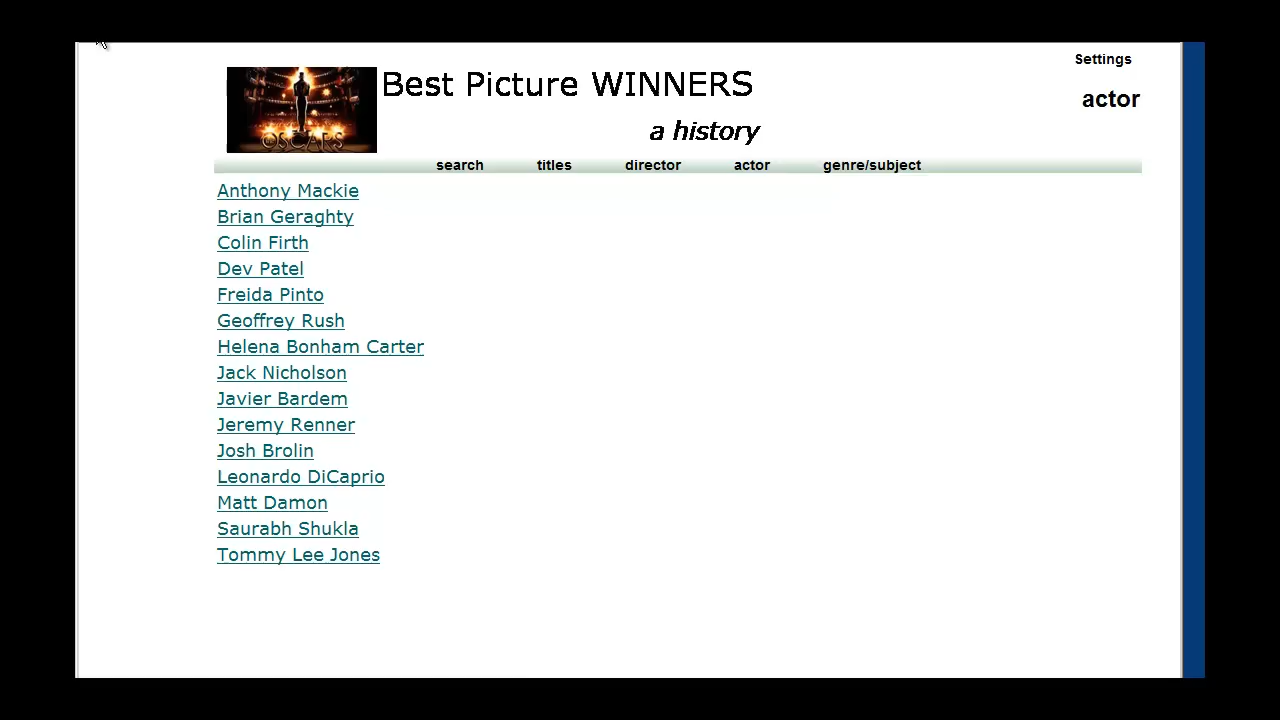 Settings
OSCARS
Best Picture WINNERS
actor
a history
search titles director actor genre/subject
Anthony Mackie
Brian Geraghty
Colin Firth
Dev Patel
Freida Pinto
Geoffrey Rush
Helena Bonham Carter
Jack Nicholson
Javier Bardem
Jeremy Renner
Josh Brolin
Leonardo DiCaprio
Matt Damon
Saurabh Shukla
Tommy Lee Jones